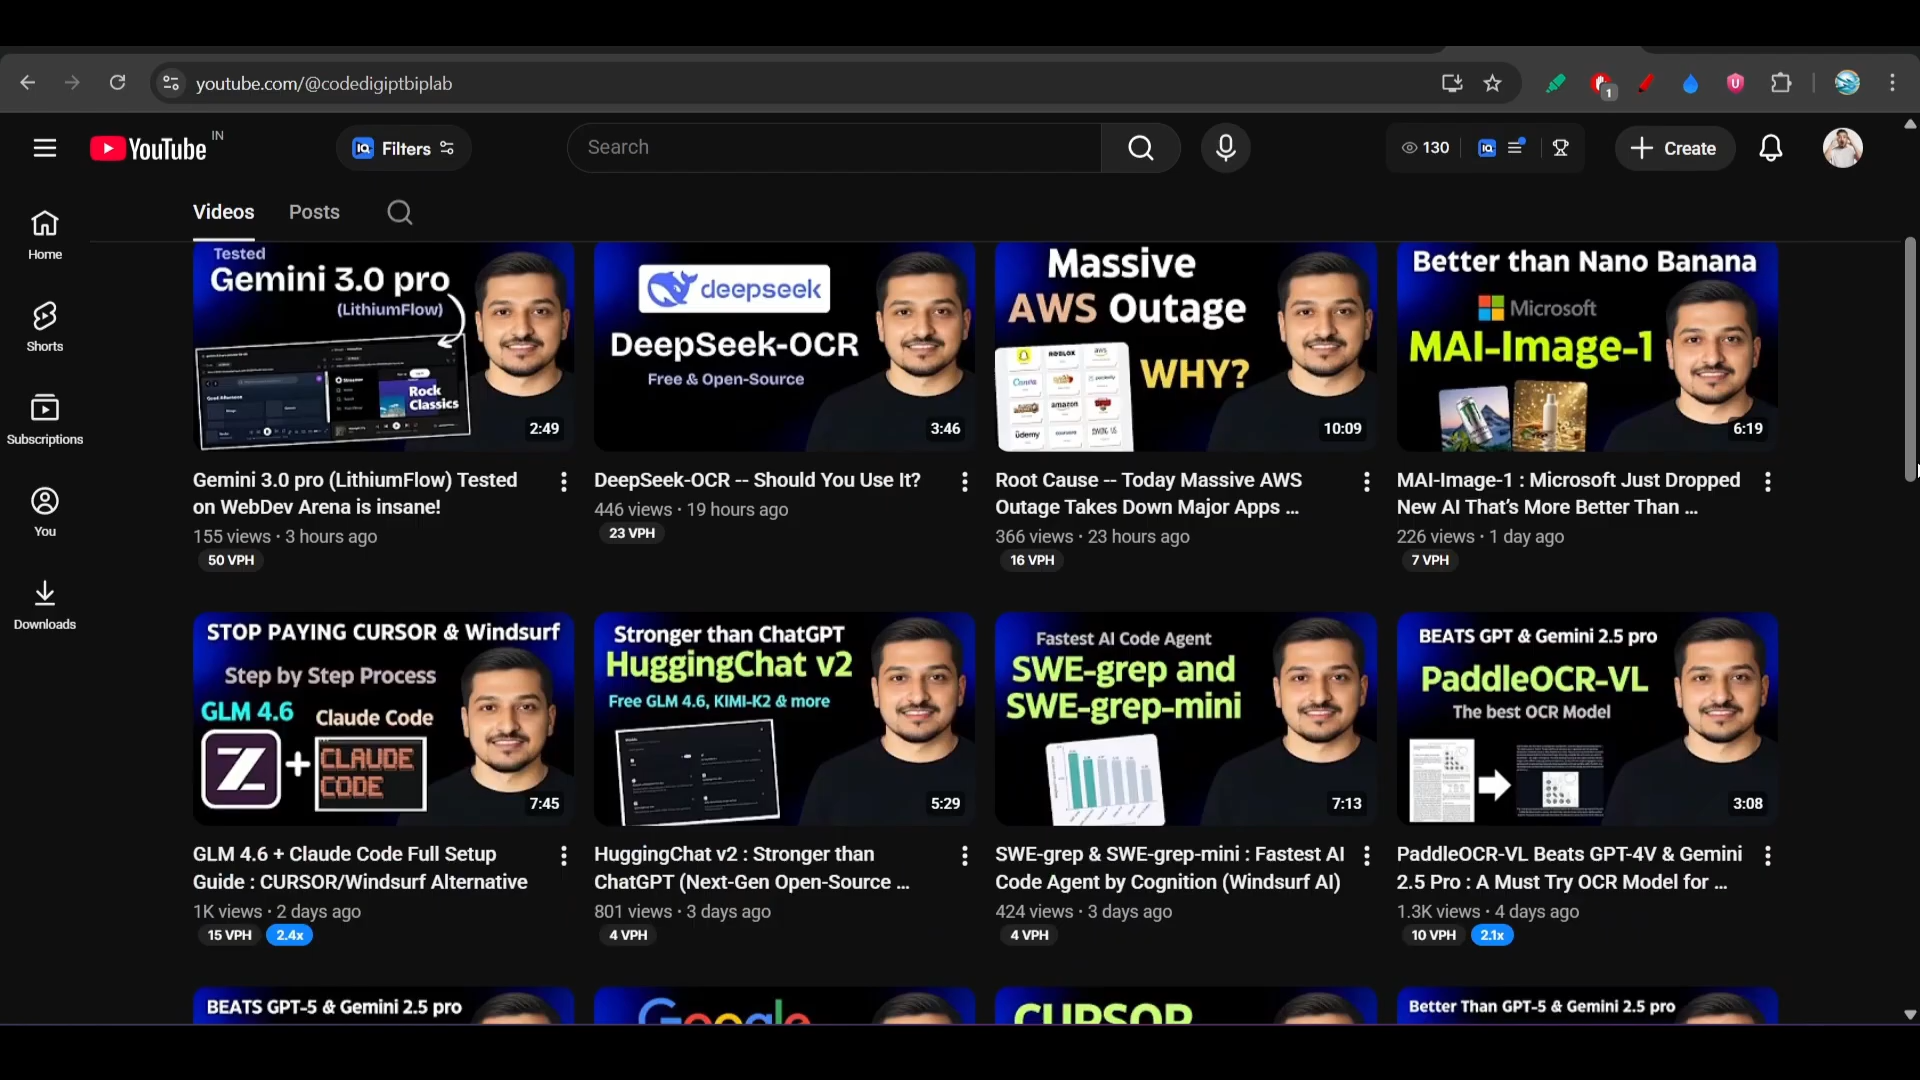 youtube.com/@codedigiptbiplab
1
YouTube IN
IQ Filters
Search
130
IQ
Create
Videos
Posts
Home
Shorts
Subscriptions
You
Downloads
Tested
Gemini 3.0 pro
(LithiumFlow)
Rock
Classics
2:49
deepseek
DeepSeek-OCR
Free & Open-Source
3:46
Massive
AWS Outage
WHY?
ROBLOX
aws
Canva
perplexity
amazon
udemy
10:09
Better than Nano Banana
Microsoft
MAI-Image-1
6:19
Gemini 3.0 pro (LithiumFlow) Tested
on WebDev Arena is insane!
155 views • 3 hours ago
50 VPH
DeepSeek-OCR -- Should You Use It?
446 views • 19 hours ago
23 VPH
Root Cause -- Today Massive AWS
Outage Takes Down Major Apps ...
366 views • 23 hours ago
16 VPH
MAI-Image-1 : Microsoft Just Dropped
New AI That’s More Better Than ...
226 views • 1 day ago
7 VPH
STOP PAYING CURSOR & Windsurf
Step by Step Process
GLM 4.6
Claude Code
Z
+
CLAUDE
CODE
7:45
Stronger than ChatGPT
HuggingChat v2
Free GLM 4.6, KIMI-K2 & more
5:29
Fastest AI Code Agent
SWE-grep and
SWE-grep-mini
7:13
BEATS GPT & Gemini 2.5 pro
PaddleOCR-VL
The best OCR Model
3:08
GLM 4.6 + Claude Code Full Setup
Guide : CURSOR/Windsurf Alternative
1K views • 2 days ago
15 VPH
2.4x
HuggingChat v2 : Stronger than
ChatGPT (Next-Gen Open-Source ...
801 views • 3 days ago
4 VPH
SWE-grep & SWE-grep-mini : Fastest AI
Code Agent by Cognition (Windsurf AI)
424 views • 3 days ago
4 VPH
PaddleOCR-VL Beats GPT-4V & Gemini
2.5 Pro : A Must Try OCR Model for ...
1.3K views • 4 days ago
10 VPH
2.1x
BEATS GPT-5 & Gemini 2.5 pro
Google
CURSOR
Better Than GPT-5 & Gemini 2.5 pro